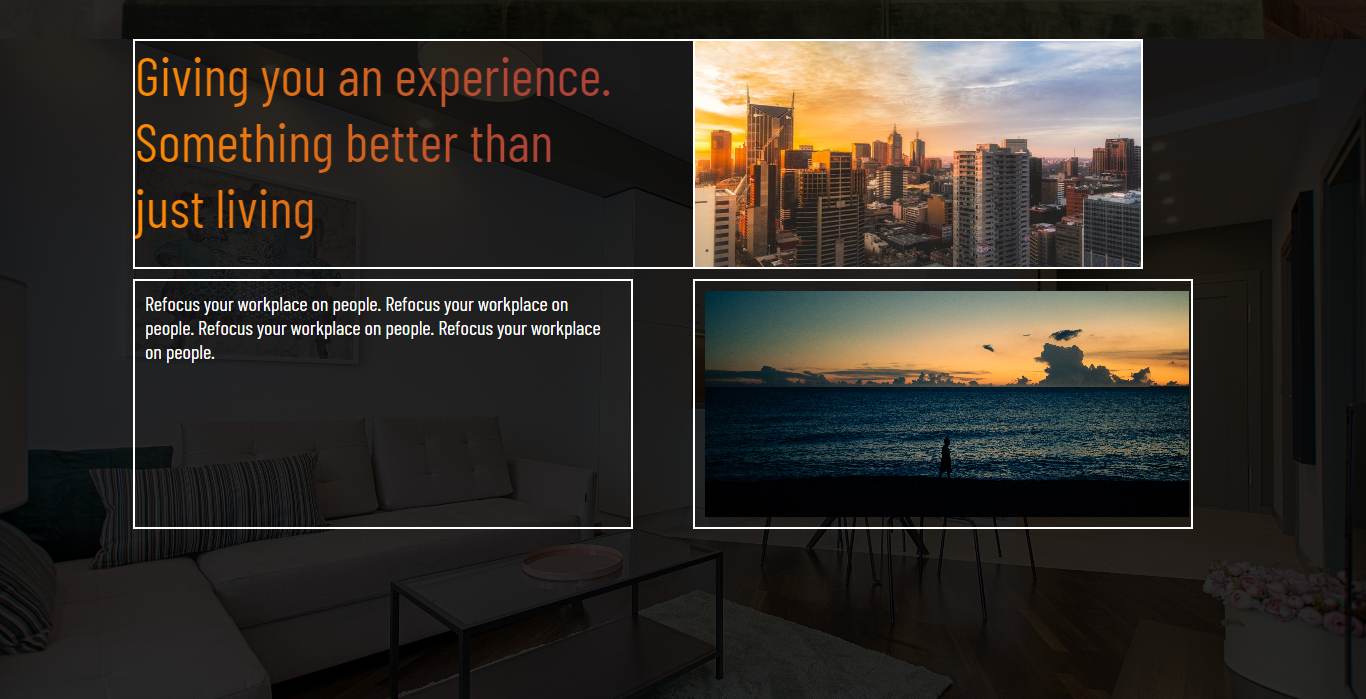 Giving you an experience.
Something better than
just living
Refocus your workplace on people. Refocus your workplace on
people. Refocus your workplace on people. Refocus your workplace
on people.